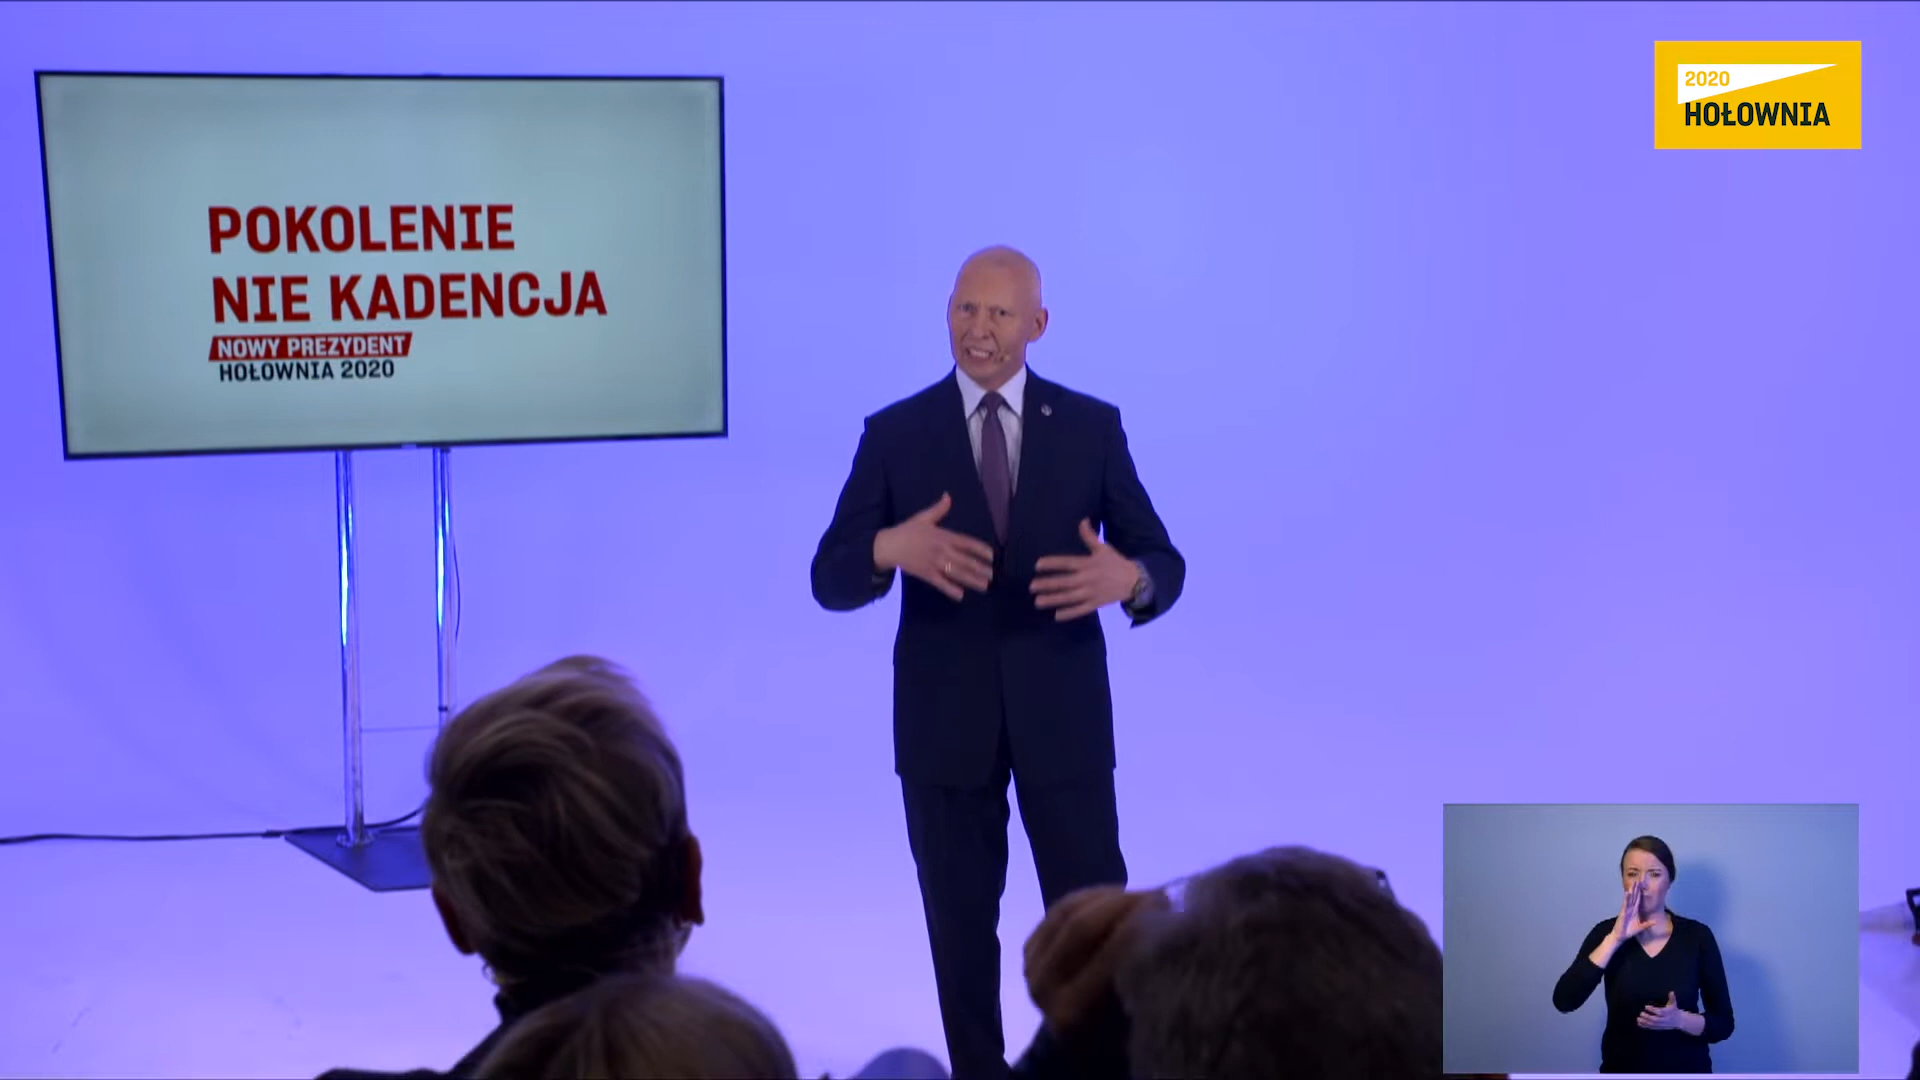 POKOLENIE
NIE KADENCJA
NOWY PREZYDENT
HOŁOWNIA 2020
2020
HOŁOWNIA